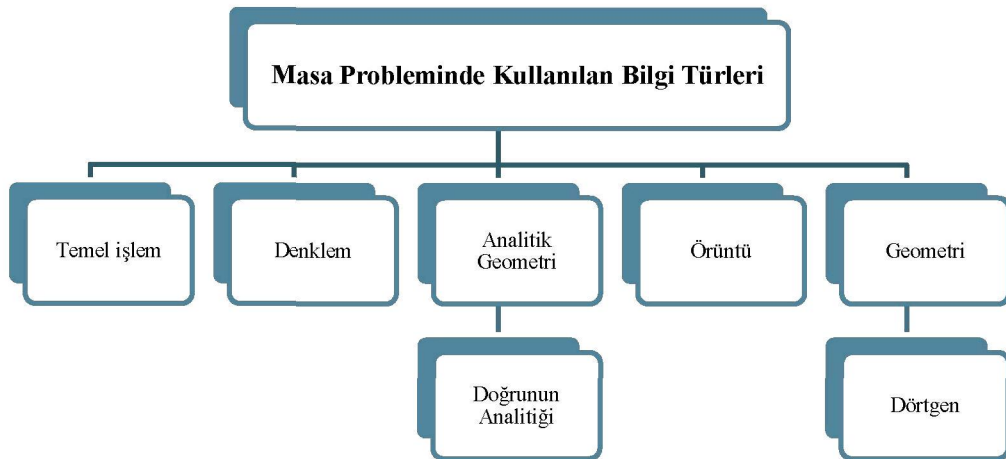 Masa Probleminde Kullanılan Bilgi Türleri
Temel işlem
Denklem
Analitik
Geometri
Örüntü
Geometri
Doğrunun
Analitiği
Dörtgen